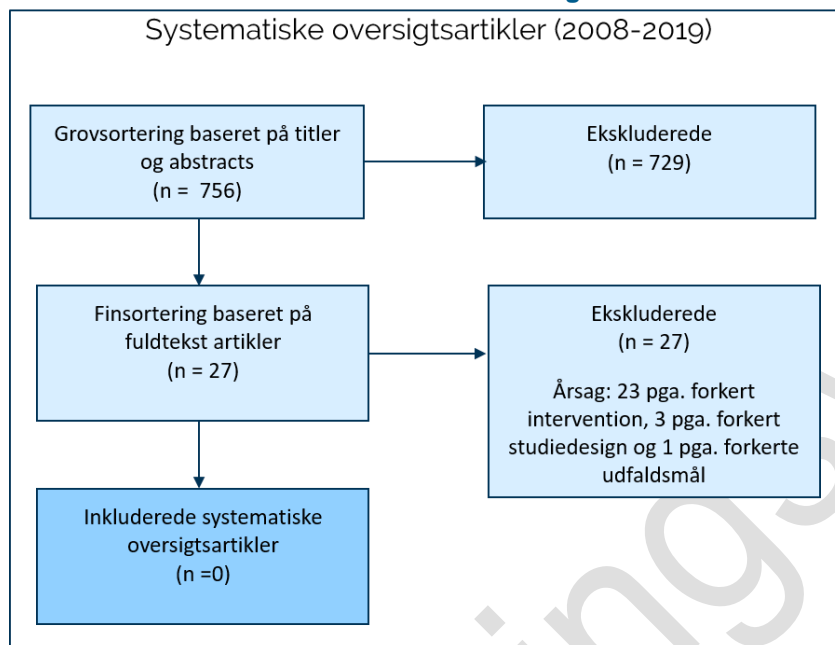 Systematiske oversigtsartikler (2008-2019)
Grovsortering baseret på titler
og abstracts
(n =  756)
Ekskluderede
(n = 729)
Finsortering baseret på
fuldtekst artikler
(n = 27)
Ekskluderede
(n = 27)
Årsag: 23 pga. forkert
intervention, 3 pga. forkert
studiedesign og 1 pga. forkerte
udfaldsmål
Inkluderede systematiske
oversigtsartikler
(n =0)